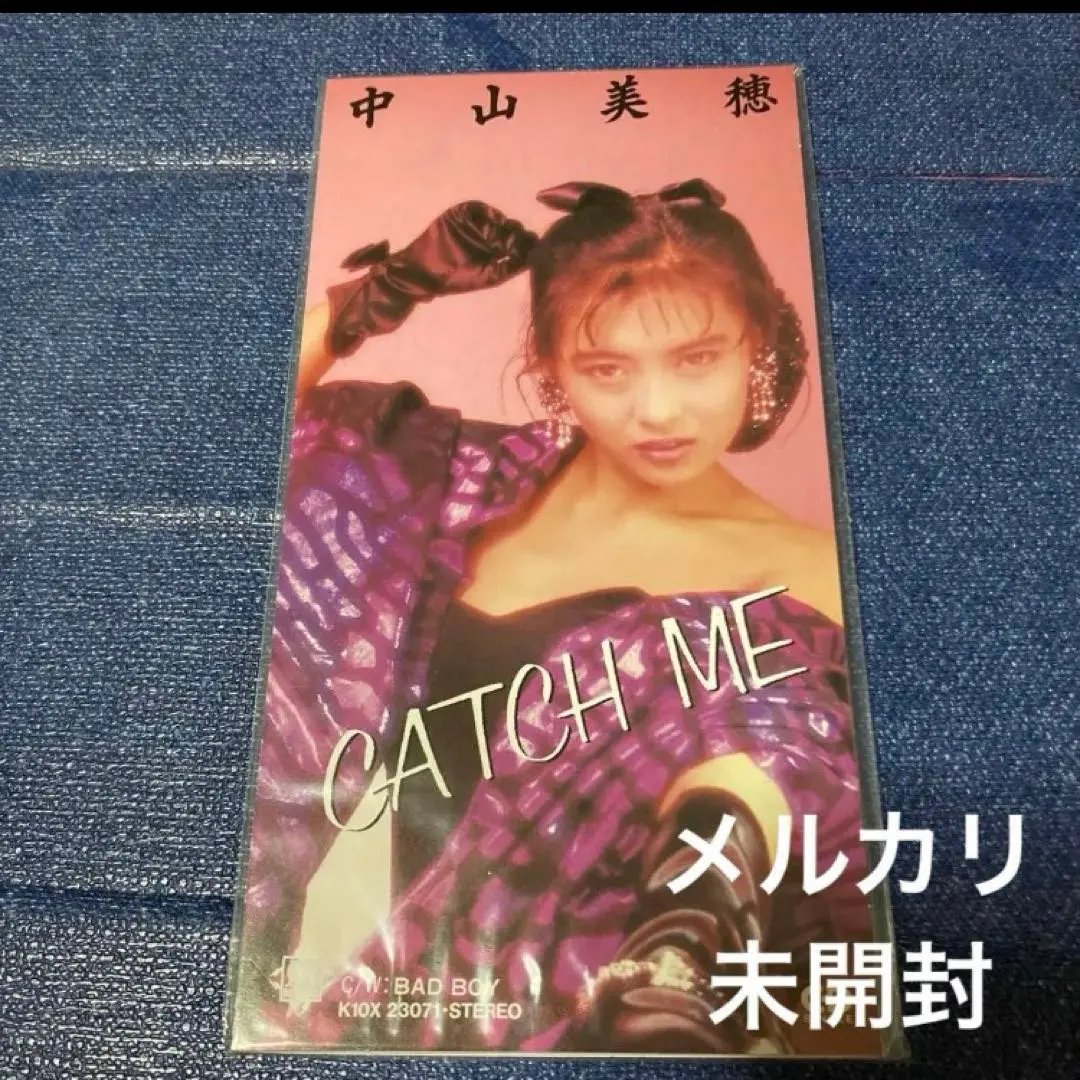 中山美穂
CATCH ME
メルカリ
未開封
C/W: BAD BOY
K10X 23071・STEREO